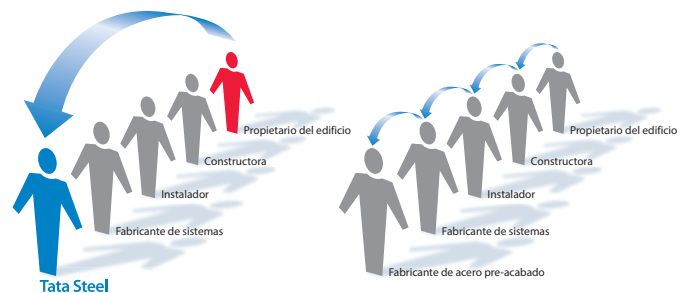 Propietario del edificio
Constructora
Instalador
Fabricante de sistemas
Tata Steel
Propietario del edificio
Constructora
Instalador
Fabricante de sistemas
Fabricante de acero pre-acabado